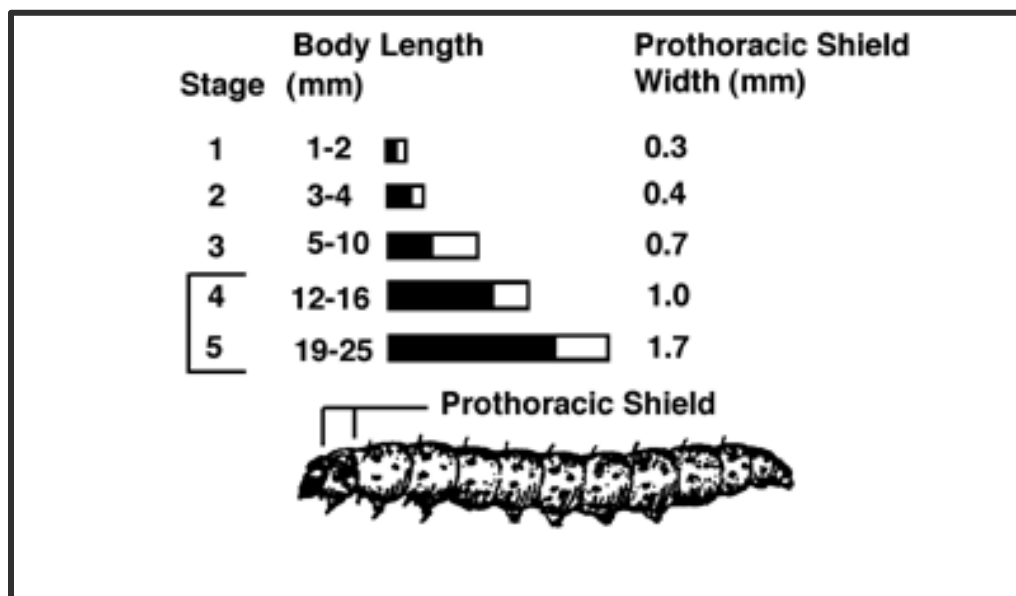 Body Length Prothoracic Shield
Stage (mm) Width (mm)
1 1-2 0.3
2 3-4 0.4
3 5-10 0.7
4 12-16 1.0
5 19-25 1.7
Prothoracic Shield